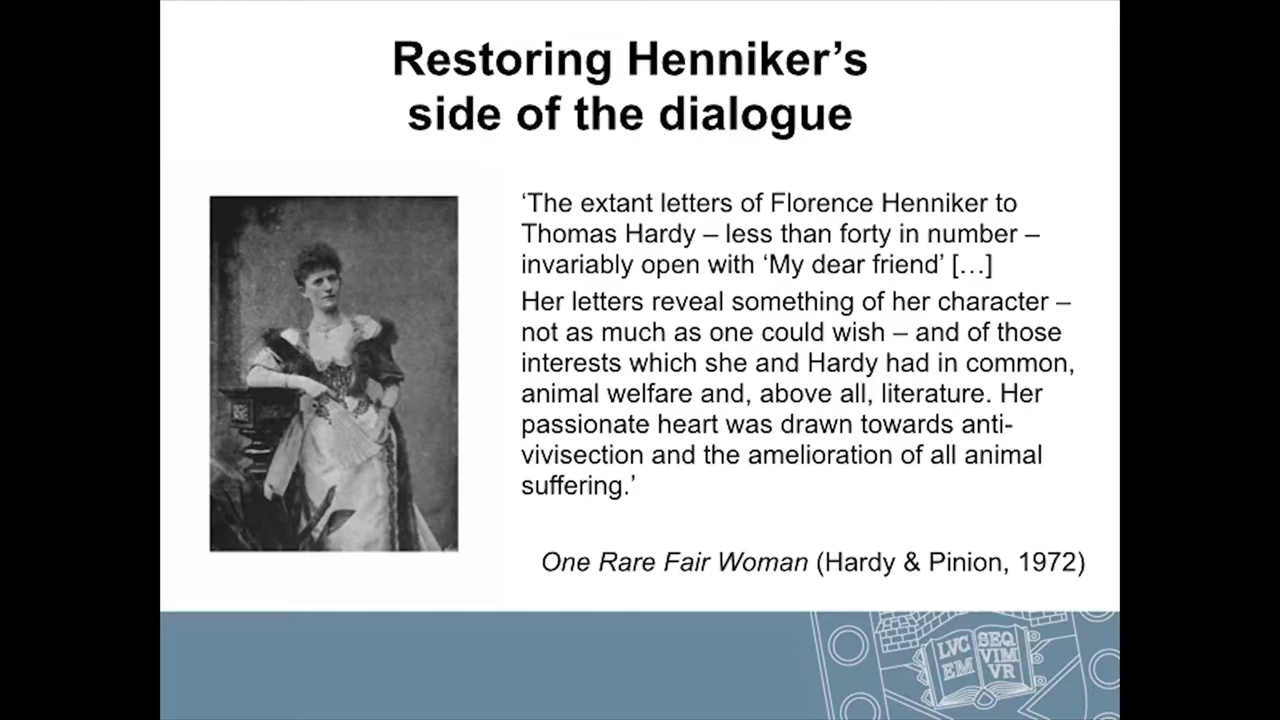 Restoring Henniker’s
side of the dialogue
‘The extant letters of Florence Henniker to
Thomas Hardy – less than forty in number –
invariably open with ‘My dear friend’ […]
Her letters reveal something of her character –
not as much as one could wish – and of those
interests which she and Hardy had in common,
animal welfare and, above all, literature. Her
passionate heart was drawn towards anti-
vivisection and the amelioration of all animal
suffering.’
One Rare Fair Woman (Hardy & Pinion, 1972)
LVC
EM
SEQ
VIM
VR